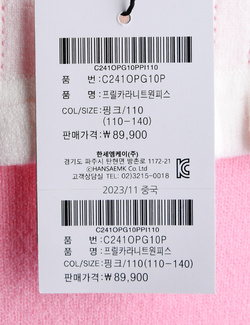 C241OPG10PPI110
품 번:C241OPG10P
품 명:프릴카라니트원피스
COL/SIZE:핑크/110
(110-140)
판매가격:₩89,900
한세엠케이(주)
경기도 파주시 탄현면 방촌로 1172-21
ⓒHANSAEMK Co. Ltd
고객상담실 TEL: 02)3215-0018
2023/11 중국
C241OPG10PPI110
품 번:C241OPG10P
품 명:프릴카라니트원피스
COL/SIZE:핑크/110(110-140)
판매가격:₩89,900